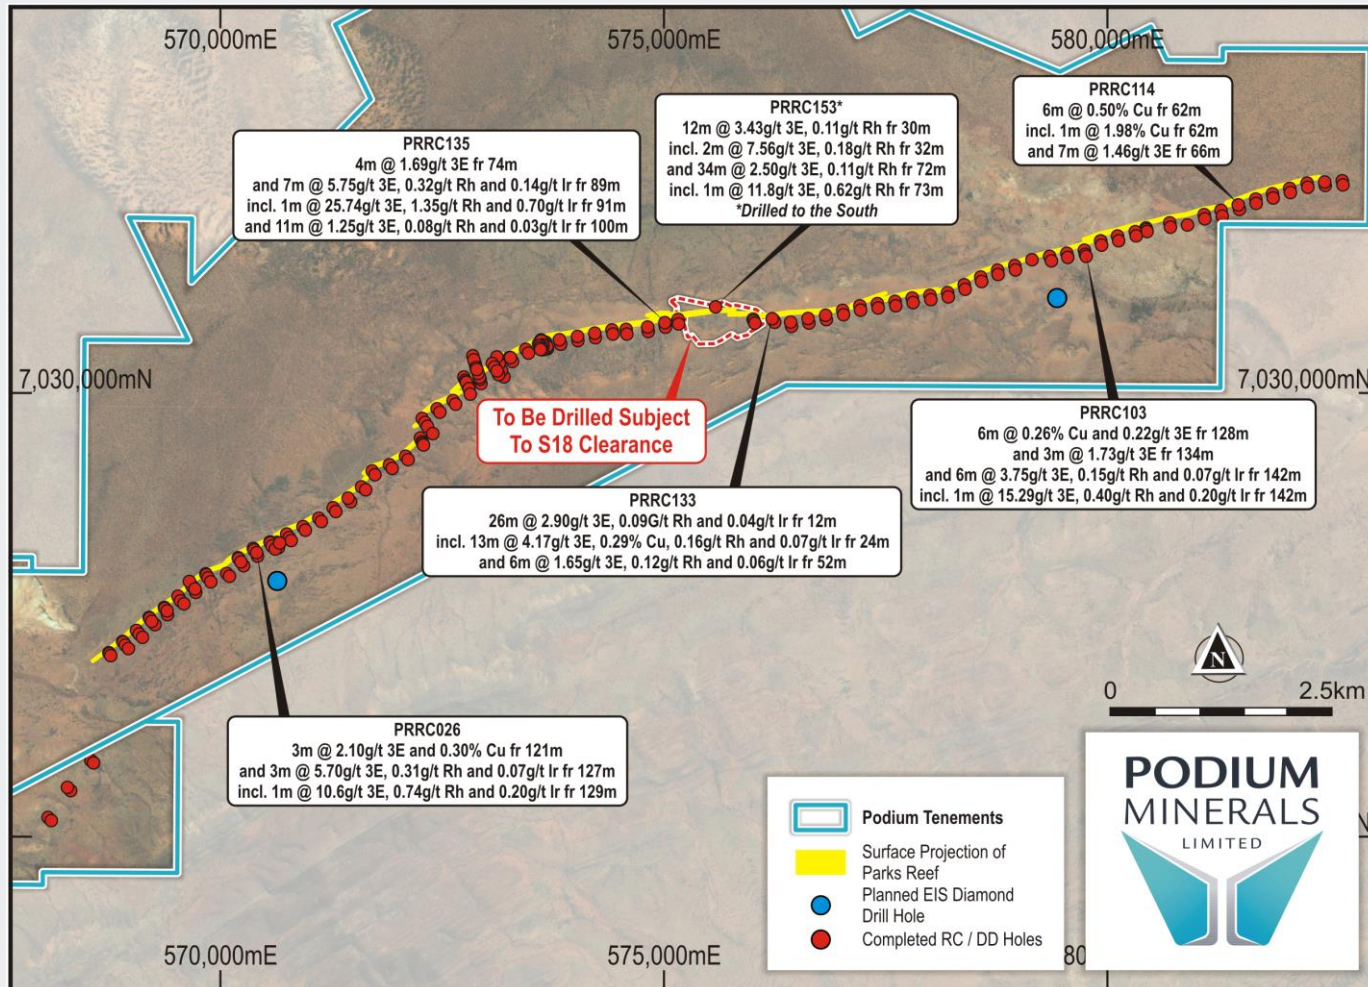 570,000mE
575,000mE
580,000mE
PRRC114
6m @ 0.50% Cu fr 62m
incl. 1m @ 1.98% Cu fr 62m
and 7m @ 1.46g/t 3E fr 66m
PRRC153*
12m @ 3.43g/t 3E, 0.11g/t Rh fr 30m
incl. 2m @ 7.56g/t 3E, 0.18g/t Rh fr 32m
and 34m @ 2.50g/t 3E, 0.11g/t Rh fr 72m
incl. 1m @ 11.8g/t 3E, 0.62g/t Rh fr 73m
*Drilled to the South
PRRC135
4m @ 1.69g/t 3E fr 74m
and 7m @ 5.75g/t 3E, 0.32g/t Rh and 0.14g/t Ir fr 89m
incl. 1m @ 25.74g/t 3E, 1.35g/t Rh and 0.70g/t Ir fr 91m
and 11m @ 1.25g/t 3E, 0.08g/t Rh and 0.03g/t Ir fr 100m
7,030,000mN
7,030,000mN
To Be Drilled Subject
To S18 Clearance
PRRC103
6m @ 0.26% Cu and 0.22g/t 3E fr 128m
and 3m @ 1.73g/t 3E fr 134m
and 6m @ 3.75g/t 3E, 0.15g/t Rh and 0.07g/t Ir fr 142m
incl. 1m @ 15.29g/t 3E, 0.40g/t Rh and 0.20g/t Ir fr 142m
PRRC133
26m @ 2.90g/t 3E, 0.09G/t Rh and 0.04g/t Ir fr 12m
incl. 13m @ 4.17g/t 3E, 0.29% Cu, 0.16g/t Rh and 0.07g/t Ir fr 24m
and 6m @ 1.65g/t 3E, 0.12g/t Rh and 0.06g/t Ir fr 52m
N
0 2.5km
PRRC026
3m @ 2.10g/t 3E and 0.30% Cu fr 121m
and 3m @ 5.70g/t 3E, 0.31g/t Rh and 0.07g/t Ir fr 127m
incl. 1m @ 10.6g/t 3E, 0.74g/t Rh and 0.20g/t Ir fr 129m
Podium Tenements
Surface Projection of
Parks Reef
Planned EIS Diamond
Drill Hole
Completed RC / DD Holes
PODIUM
MINERALS
LIMITED
570,000mE
575,000mE